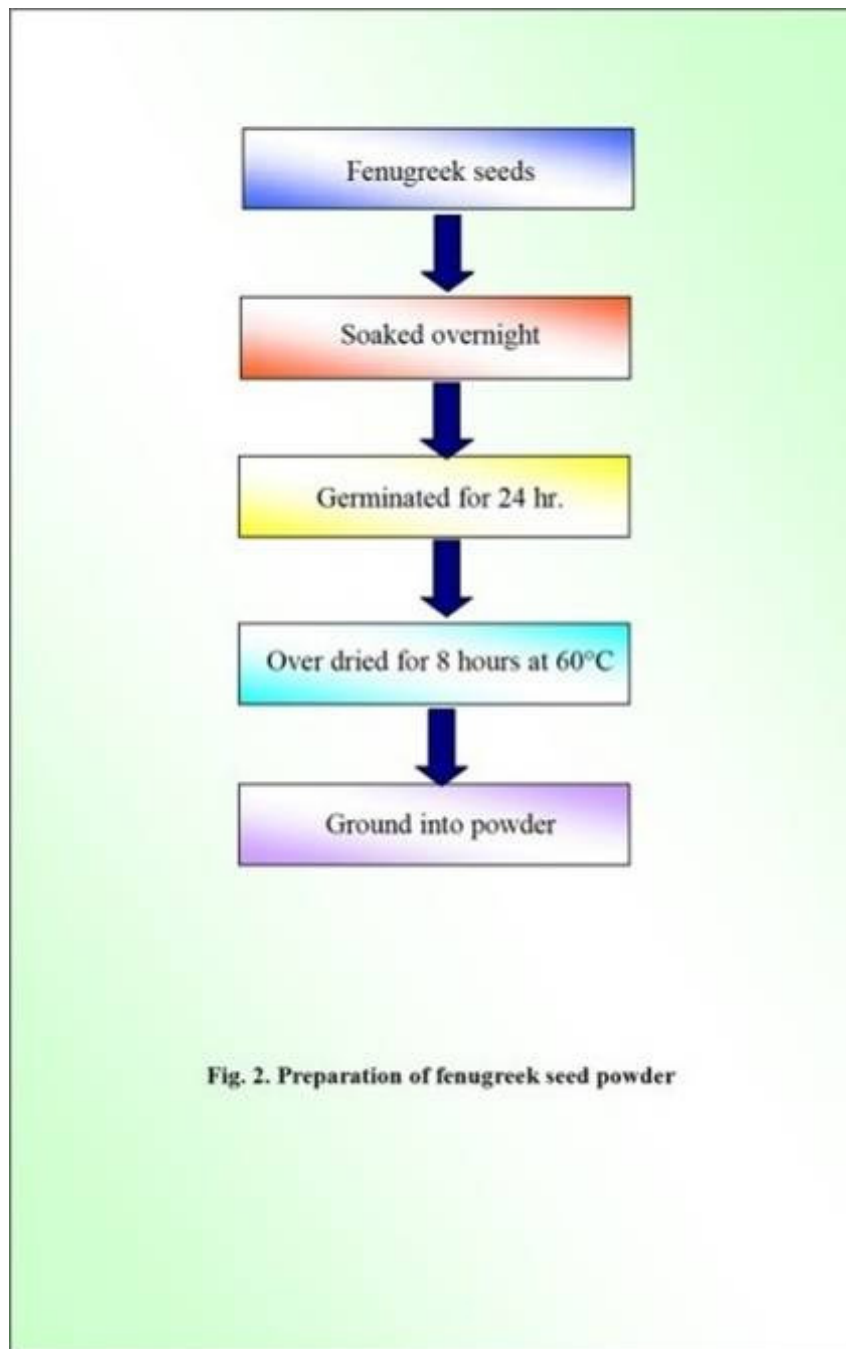 Fenugreek seeds
Soaked overnight
Germinated for 24 hr.
Over dried for 8 hours at 60°C
Ground into powder
Fig. 2. Preparation of fenugreek seed powder